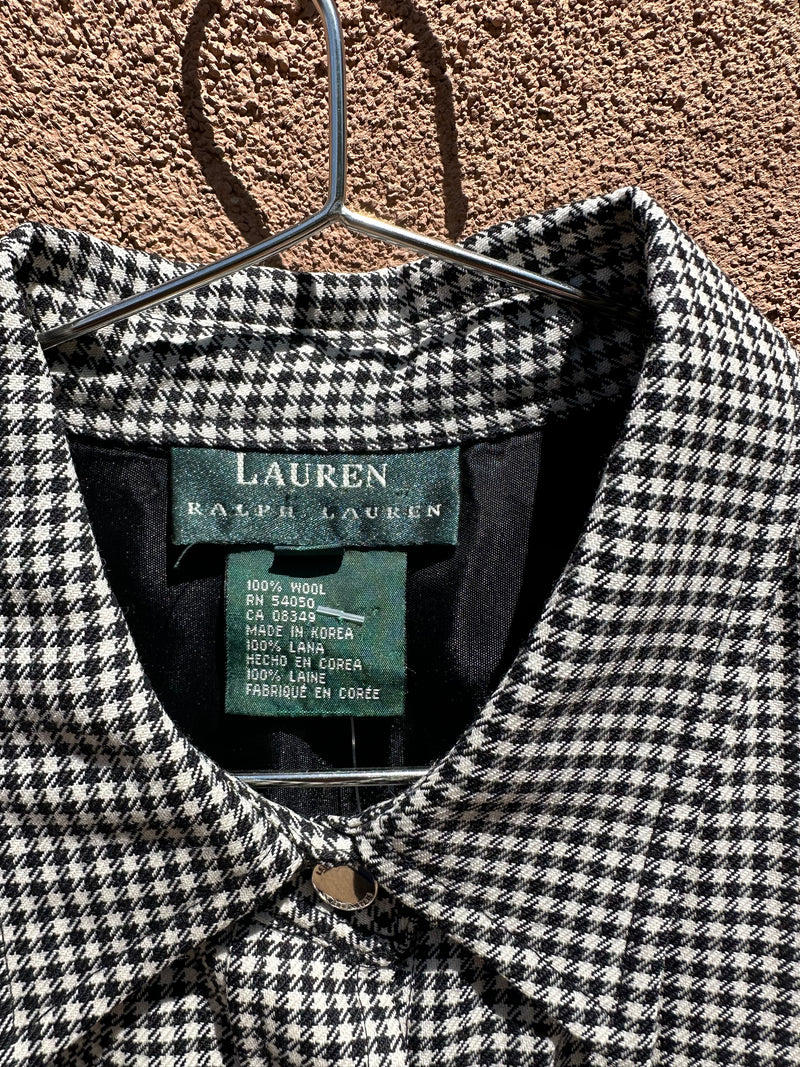 LAUREN
RALPH LAUREN
100% WOOL
RN 54050
CA 08349
MADE IN KOREA
100% LANA
HECHO EN COREA
100% LAINE
FABRIQUÉ EN CORÉE